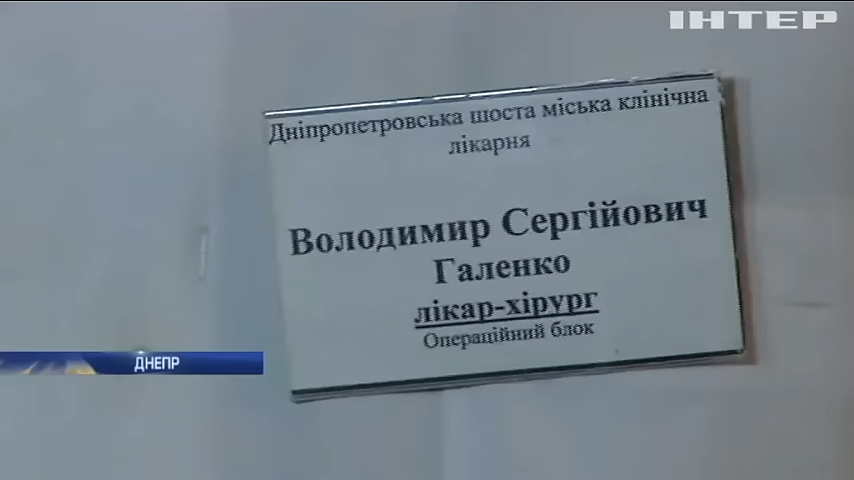 ІНТЕР
Дніпропетровська шоста міська клінічна
лікарня
Володимир Сергійович
Галенко
лікар-хірург
Операційний блок
ДНЕПР